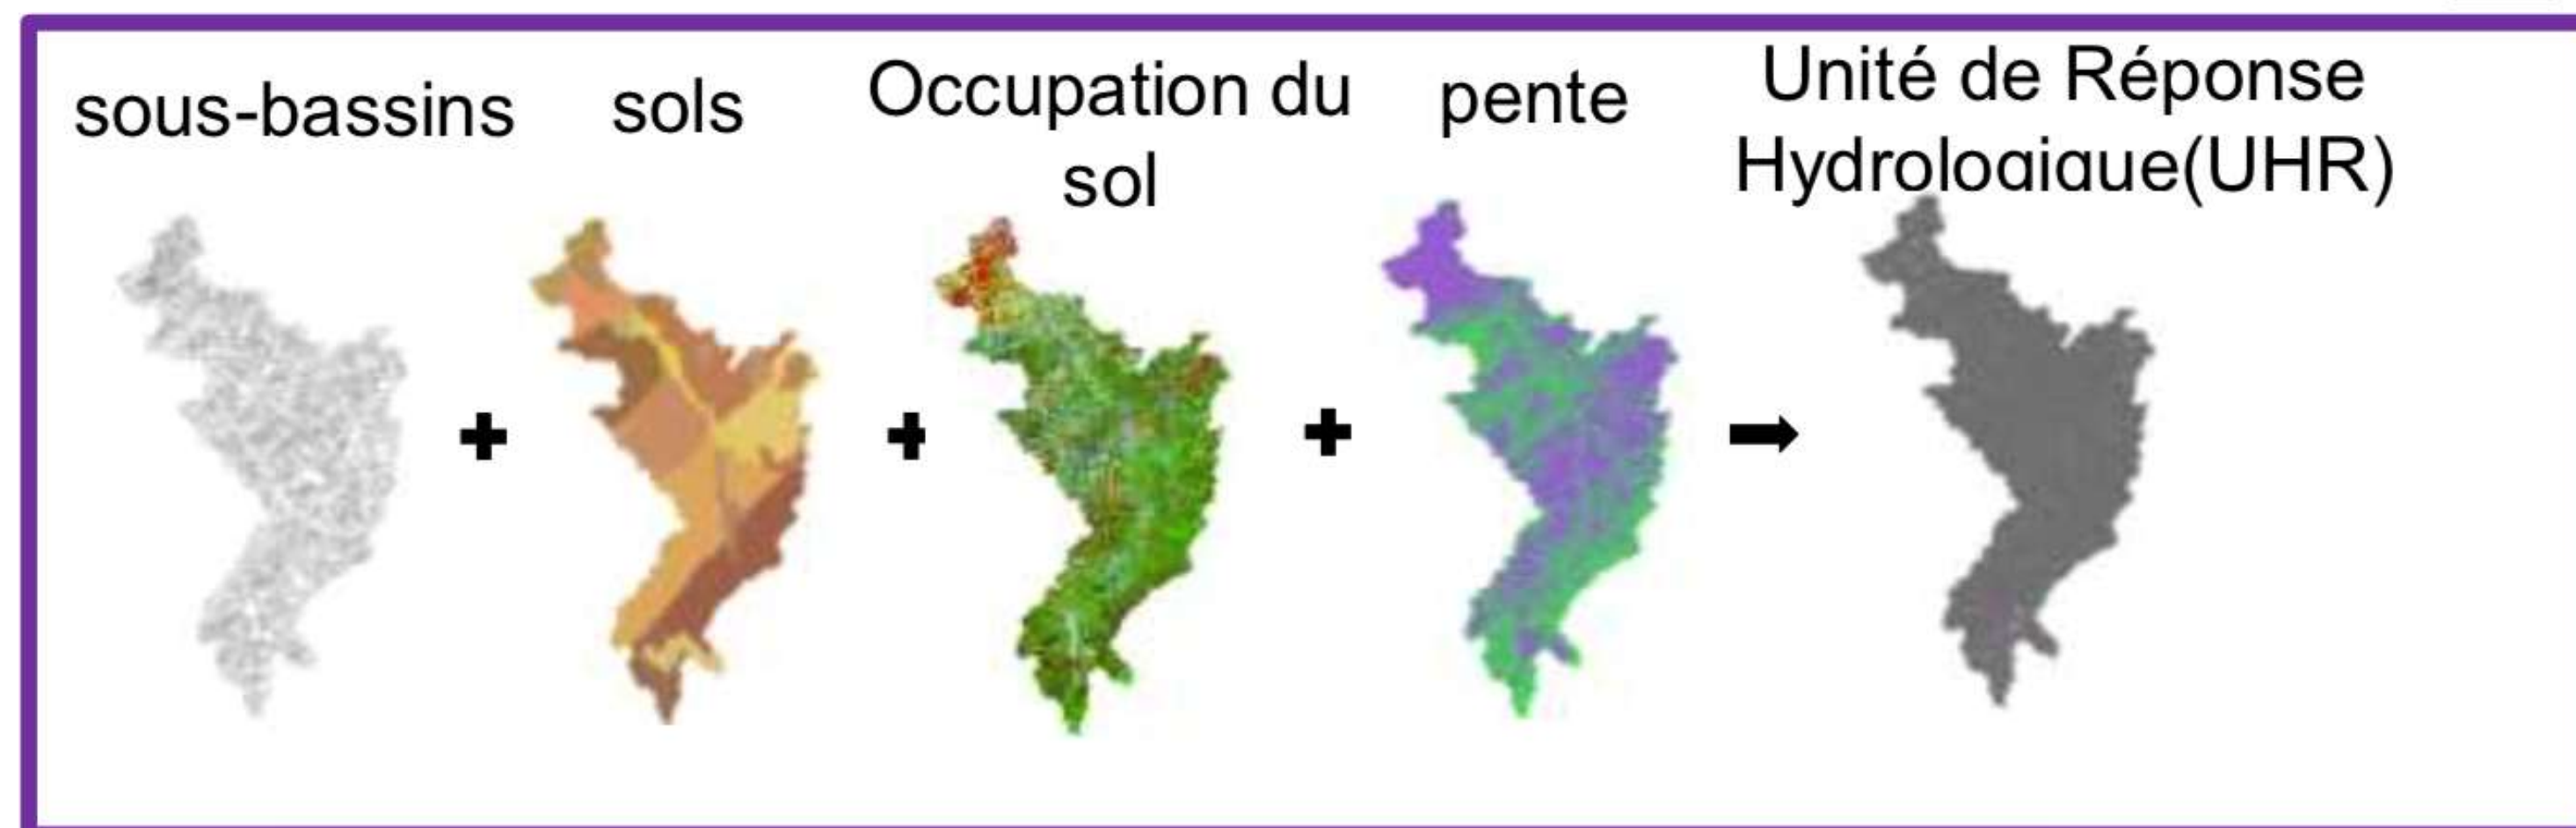 sous-bassins
sols
Occupation du
sol
pente
Unité de Réponse
Hydrologique(UHR)